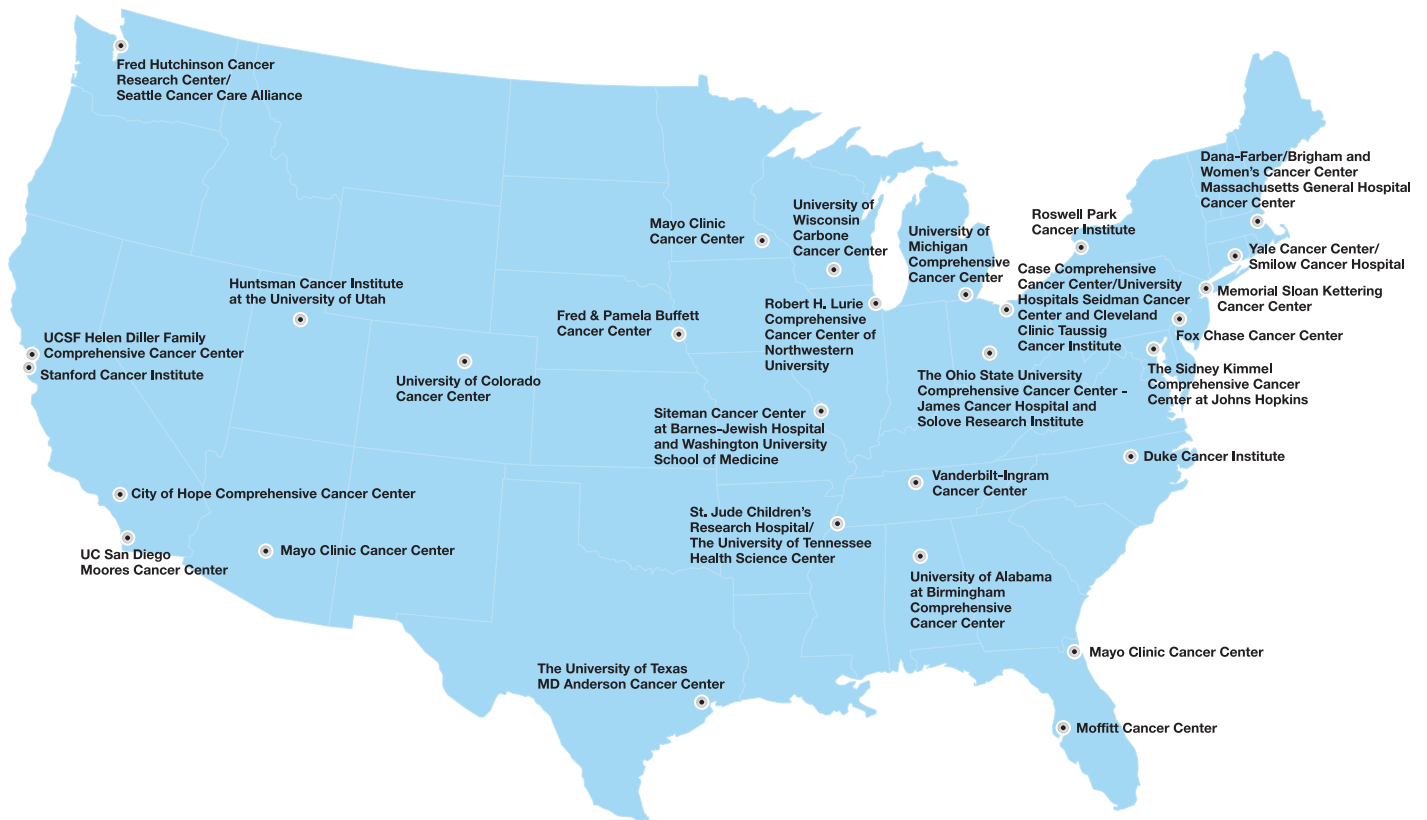 Fred Hutchinson Cancer
Research Center/
Seattle Cancer Care Alliance
Dana-Farber/Brigham and
Women's Cancer Center
Massachusetts General Hospital
Cancer Center
University of
Wisconsin
Carbone
Cancer Center
Mayo Clinic
Cancer Center
Roswell Park
Cancer Institute
University of
Michigan
Comprehensive
Cancer Center
Yale Cancer Center/
Smilow Cancer Hospital
Case Comprehensive
Cancer Center/University
Hospitals Seidman Cancer
Center and Cleveland
Clinic Taussig
Cancer Institute
Huntsman Cancer Institute
at the University of Utah
Memorial Sloan Kettering
Cancer Center
Robert H. Lurie
Comprehensive
Cancer Center of
Northwestern
University
Fred & Pamela Buffett
Cancer Center
Fox Chase Cancer Center
UCSF Helen Diller Family
Comprehensive Cancer Center
Stanford Cancer Institute
University of Colorado
Cancer Center
The Ohio State University
Comprehensive Cancer Center -
James Cancer Hospital and
Solove Research Institute
The Sidney Kimmel
Comprehensive Cancer
Center at Johns Hopkins
Siteman Cancer Center
at Barnes-Jewish Hospital
and Washington University
School of Medicine
Duke Cancer Institute
Vanderbilt-Ingram
Cancer Center
City of Hope Comprehensive Cancer Center
St. Jude Children's
Research Hospital/
The University of Tennessee
Health Science Center
UC San Diego
Moores Cancer Center
Mayo Clinic Cancer Center
University of Alabama
at Birmingham
Comprehensive
Cancer Center
Mayo Clinic Cancer Center
The University of Texas
MD Anderson Cancer Center
Moffitt Cancer Center